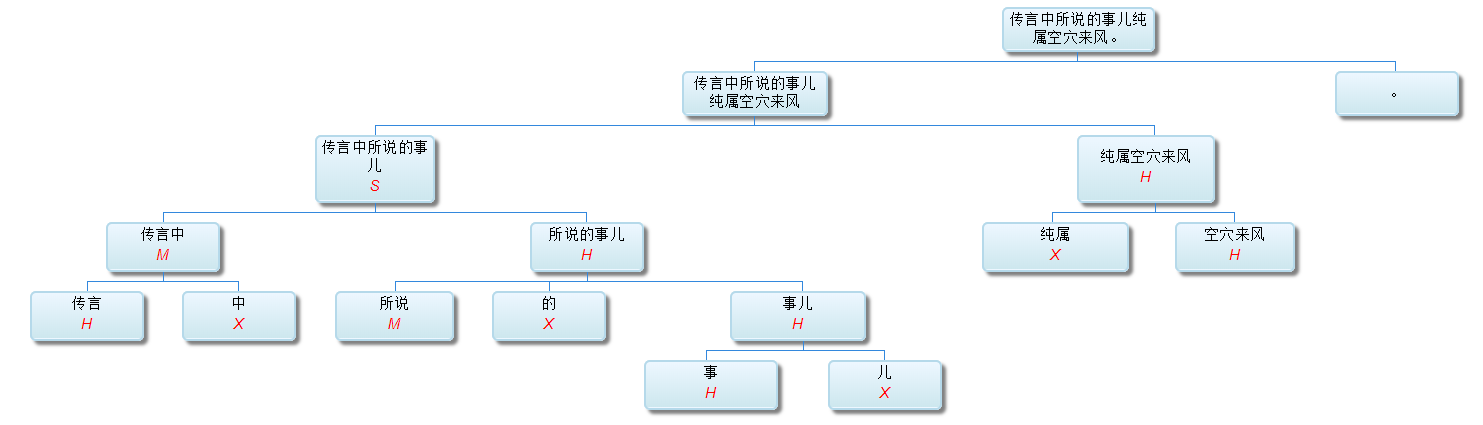 传言中所说的事儿纯
属空穴来风。
传言中所说的事儿
纯属空穴来风
。
传言中所说的事
儿
S
纯属空穴来风
H
传言中
M
所说的事儿
H
纯属
X
空穴来风
H
传言
H
中
X
所说
M
的
X
事儿
H
事
H
儿
X